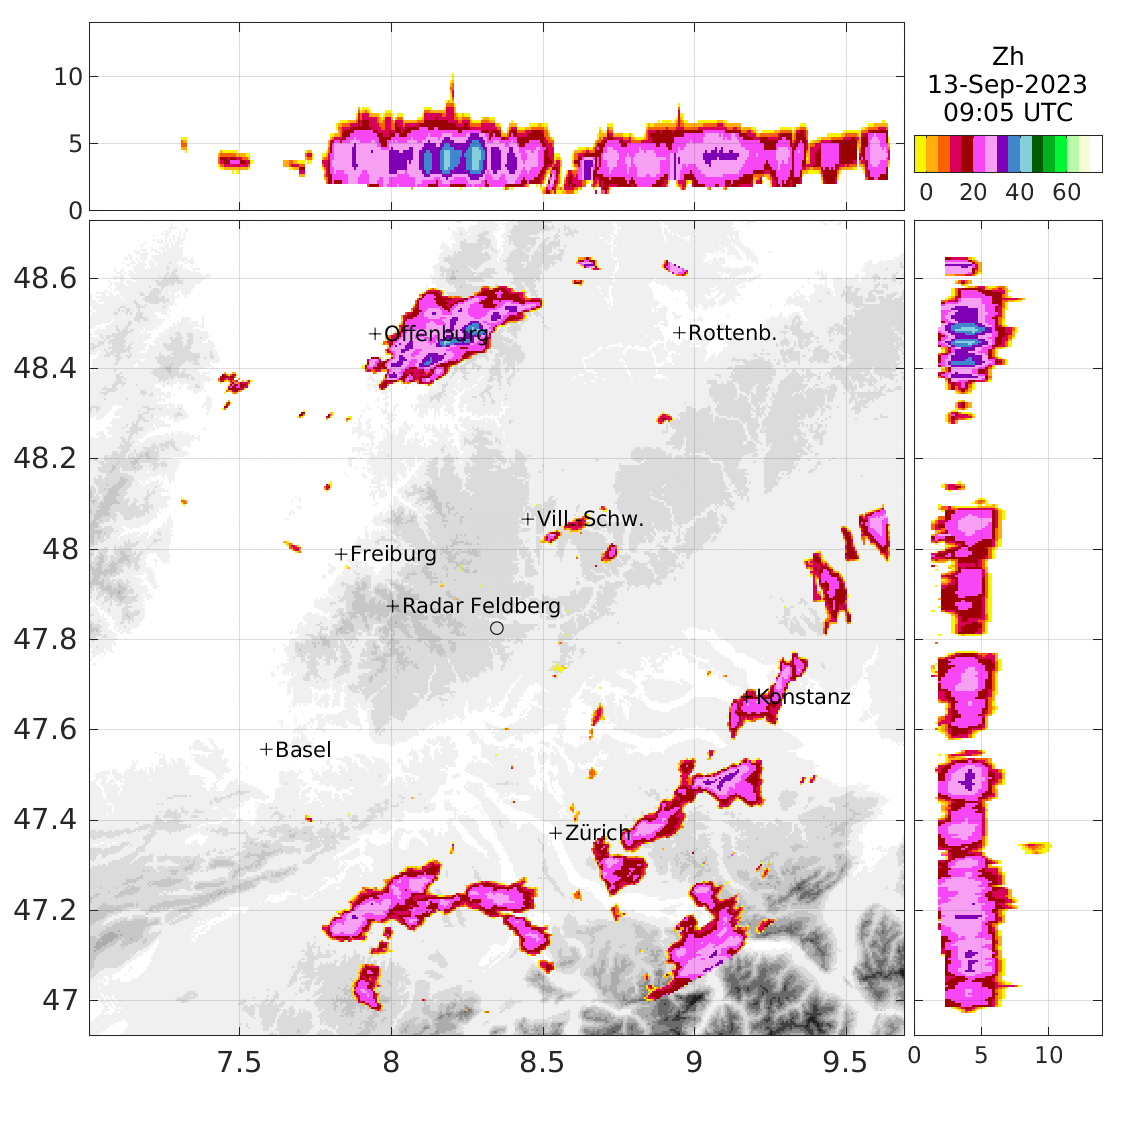 10
5
0
Zh
13-Sep-2023
09:05 UTC
0 20 40 60
48.6
48.4
48.2
48
47.8
47.6
47.4
47.2
47
+Offenburg
+Rottenb.
+Vill.-Schw.
+Freiburg
+Radar Feldberg
+Konstanz
+Basel
+Zürich
7.5 8 8.5 9 9.5
0 5 10